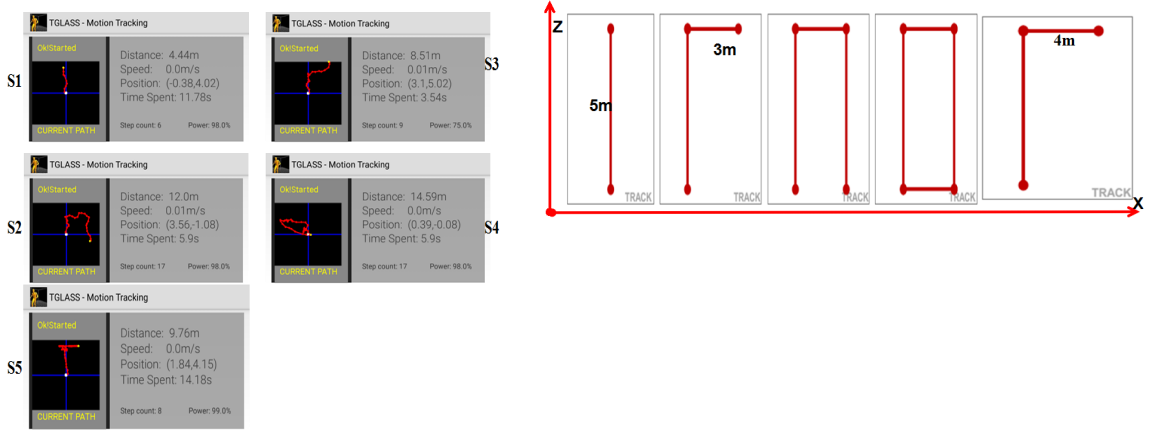 TGLASS - Motion Tracking
Ok!Started
Distance: 4.44m
Speed: 0.0m/s
Position: (-0.38,4.02)
Time Spent: 11.78s
S1
CURRENT PATH
Step count: 6 Power: 98.0%
TGLASS - Motion Tracking
Ok!Started
Distance: 8.51m
Speed: 0.01m/s
Position: (3.1,5.02)
Time Spent: 3.54s
S3
CURRENT PATH
Step count: 9 Power: 75.0%
TGLASS - Motion Tracking
Ok!Started
Distance: 12.0m
Speed: 0.01m/s
Position: (3.56,-1.08)
Time Spent: 5.9s
S2
CURRENT PATH
Step count: 17 Power: 98.0%
TGLASS - Motion Tracking
Ok!Started
Distance: 14.59m
Speed: 0.0m/s
Position: (0.39,-0.08)
Time Spent: 5.9s
S4
CURRENT PATH
Step count: 17 Power: 98.0%
TGLASS - Motion Tracking
Ok!Started
Distance: 9.76m
Speed: 0.0m/s
Position: (1.84,4.15)
Time Spent: 14.18s
S5
CURRENT PATH
Step count: 8 Power: 99.0%
Z
5m
TRACK
3m
TRACK
TRACK
TRACK
4m
TRACK
X